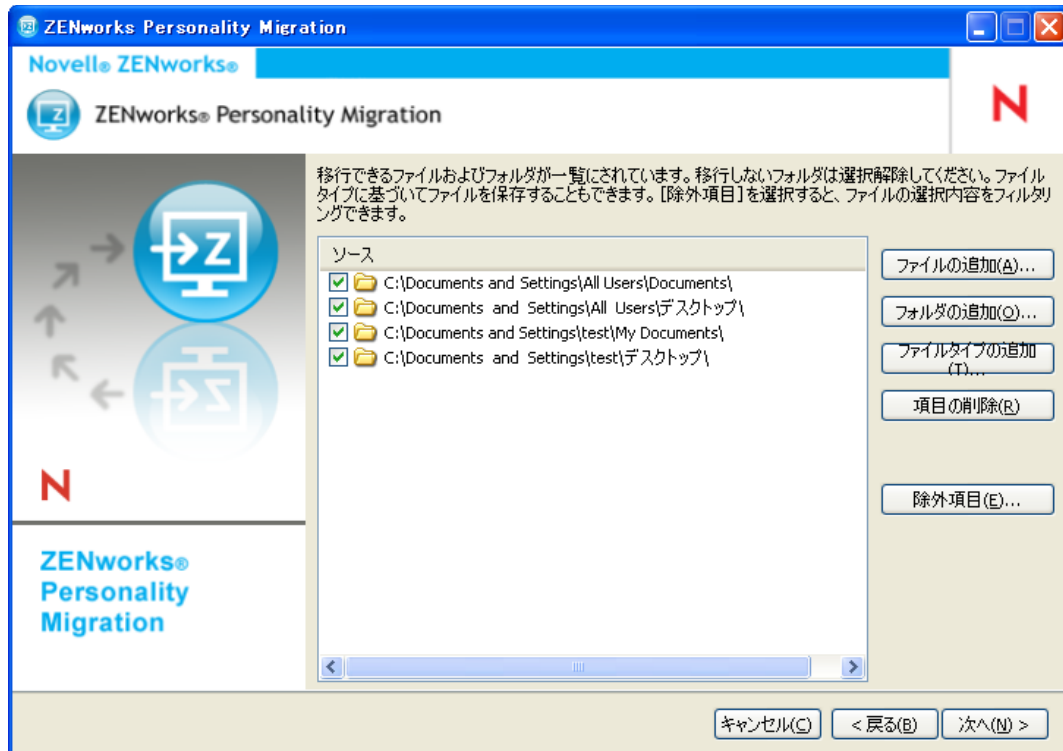 ZENworks Personality Migration
Novell® ZENworks®
ZENworks® Personality Migration
N
移行できるファイルおよびフォルダが一覧にされています。移行しないフォルダは選択解除してください。ファイル
タイプに基づいてファイルを保存することもできます。[除外項目]を選択すると、ファイルの選択内容をフィルタリ
ングできます。
ソース
C:\Documents and Settings\All Users\Documents\
C:\Documents and Settings\All Users\デスクトップ\
C:\Documents and Settings\test\My Documents\
C:\Documents and Settings\test\デスクトップ\
ファイルの追加(A)...
フォルダの追加(O)...
ファイルタイプの追加
(T)...
項目の削除(R)
除外項目(E)...
Z
N
ZENworks®
Personality
Migration
キャンセル(C)
< 戻る(B)
次へ(N) >